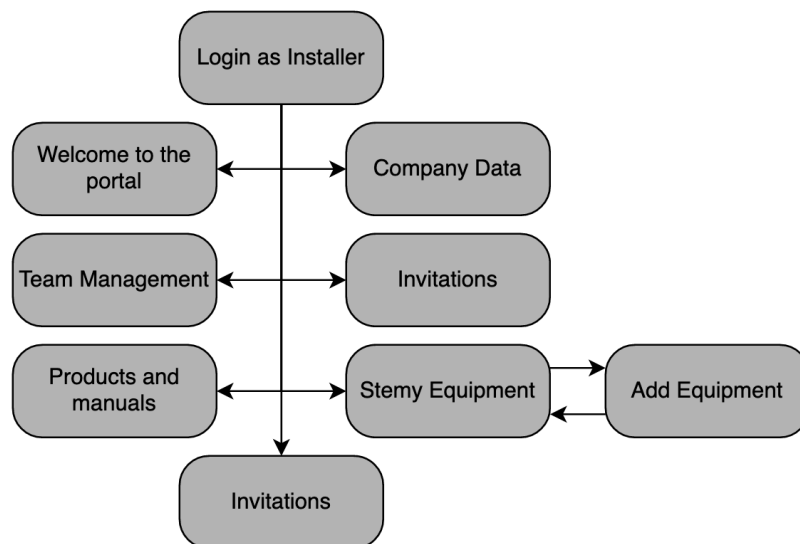 Login as Installer
Welcome to the
portal
Company Data
Team Management
Invitations
Products and
manuals
Stemy Equipment
Add Equipment
Invitations